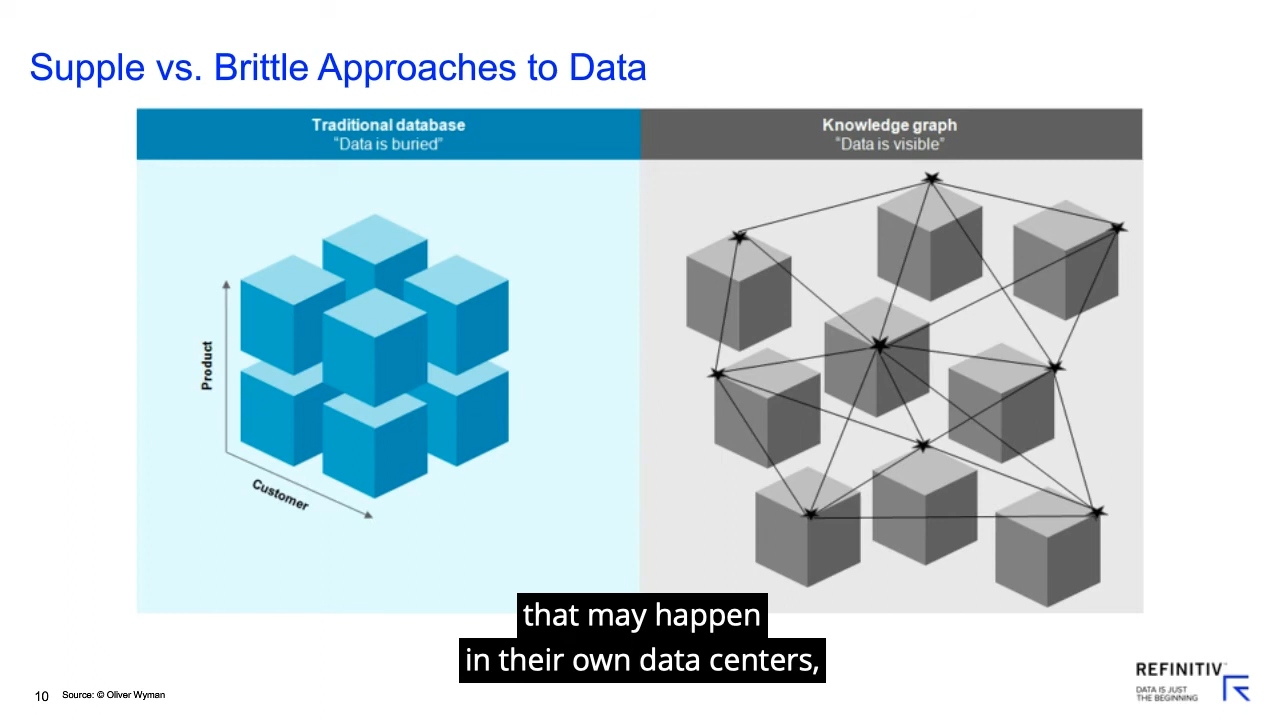 Supple vs. Brittle Approaches to Data
Traditional database
“Data is buried”
Knowledge graph
“Data is visible”
Product
Customer
that may happen
in their own data centers,
10 Source: © Oliver Wyman
REFINITIV
DATA IS JUST
THE BEGINNING